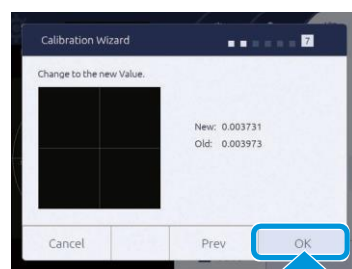 Calibration Wizard
7
Change to the new Value.
New: 0.003731
Old: 0.003973
Cancel
Prev
OK